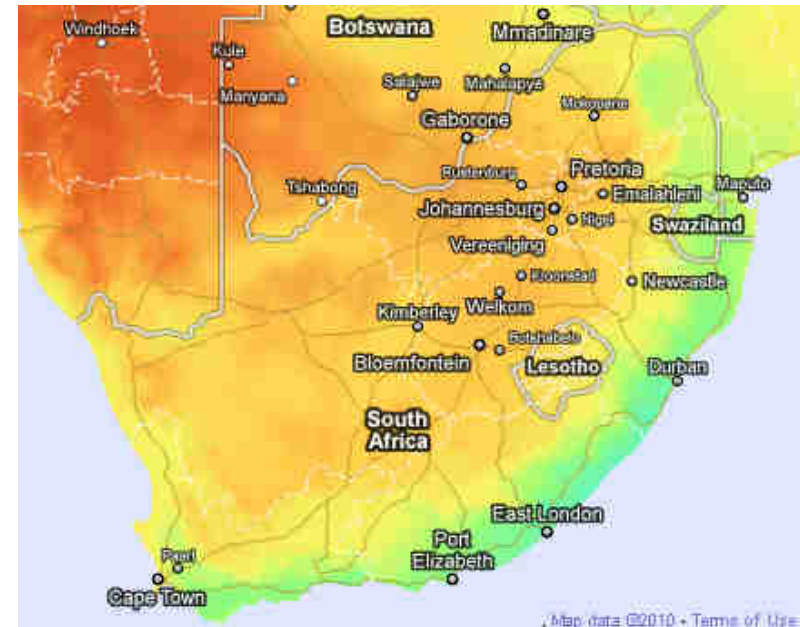 Botswana
Windhoek
Mmadinare
Kule
Manyana
Salajwe
Mahalapye
Mokopane
Gaborone
Rustenburg
Pretoria
Tshabong
Emalahleni
Maputo
Johannesburg
Nigel
Swaziland
Vereeniging
Kroonstad
Newcastle
Kimberley
Welkom
Botshabelo
Bloemfontein
Lesotho
Durban
South
Africa
East London
Port
Elizabeth
Paarl
Cape Town
Map data ©2010 - Terms of Use